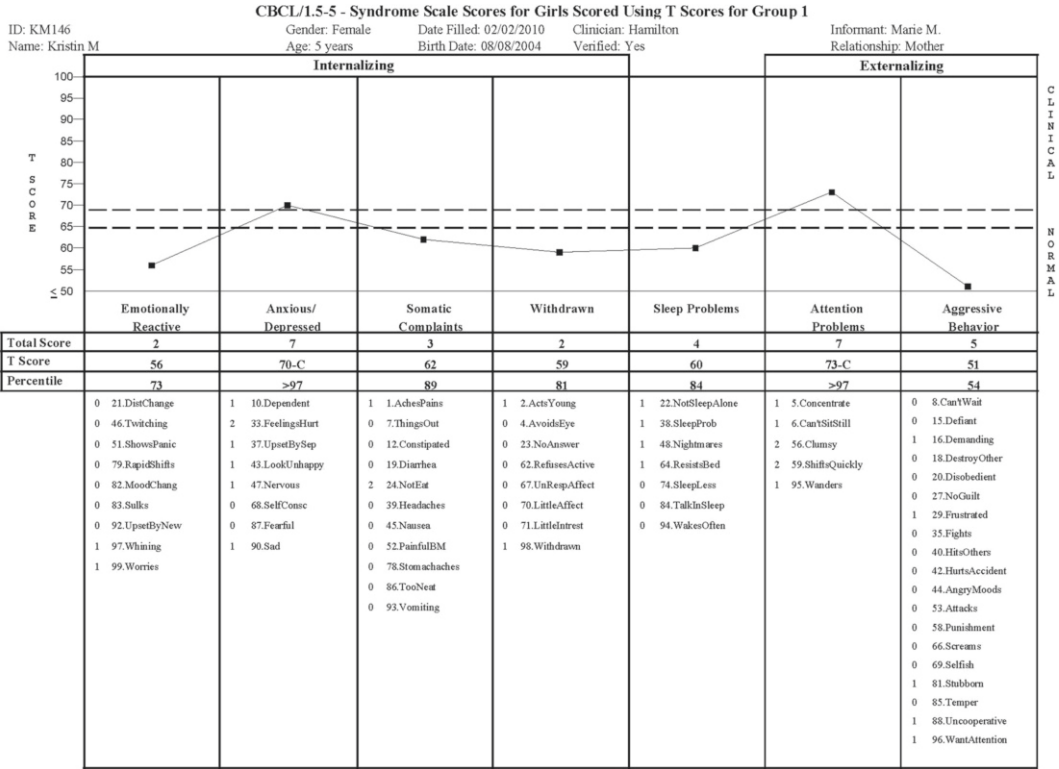 CBCL/1.5-5 - Syndrome Scale Scores for Girls Scored Using T Scores for Group 1
ID: KM146 Gender: Female Date Filled: 02/02/2010 Clinician: Hamilton Informant: Marie M.
Name: Kristin M Age: 5 years Birth Date: 08/08/2004 Verified: Yes Relationship: Mother
Internalizing Externalizing
100
95
90
85
80
75
70
65
60
55
≤ 50
T SCORE
CLINICAL
NORMAL
Emotionally Reactive
Anxious/ Depressed
Somatic Complaints
Withdrawn
Sleep Problems
Attention Problems
Aggressive Behavior
Total Score 2 7 3 2 4 7 5
T Score 56 70-C 62 59 60 73-C 51
Percentile 73 >97 89 81 84 >97 54
0 21.DistChange
0 46.Twitching
0 51.ShowsPanic
0 79.RapidShifts
0 82.MoodChang
0 83.Sulks
0 92.UpsetByNew
1 97.Whining
1 99.Worries
1 10.Dependent
2 33.FeelingsHurt
1 37.UpsetBySep
1 43.LookUnhappy
1 47.Nervous
0 68.SelfConsc
0 87.Fearful
1 90.Sad
1 1.AchesPains
0 7.ThingsOut
0 12.Constipated
0 19.Diarrhea
2 24.NotEat
0 39.Headaches
0 45.Nausea
0 52.PainfulBM
0 78.Stomachaches
0 86.TooNeat
0 93.Vomiting
1 2.ActsYoung
0 4.AvoidsEye
0 23.NoAnswer
0 62.RefusesActive
0 67.UnRespAffect
0 70.LittleAffect
0 71.LittleIntrest
1 98.Withdrawn
1 22.NotSleepAlone
1 38.SleepProb
1 48.Nightmares
1 64.ResistsBed
0 74.SleepLess
0 84.TalkInSleep
0 94.WakesOften
1 5.Concentrate
1 6.Can'tSitStill
2 56.Clumsy
2 59.ShiftsQuickly
1 95.Wanders
0 8.Can'tWait
0 15.Defiant
1 16.Demanding
0 18.DestroyOther
0 20.Disobedient
0 27.NoGuilt
1 29.Frustrated
0 35.Fights
0 40.HitsOthers
0 42.HurtsAccident
0 44.AngryMoods
0 53.Attacks
0 58.Punishment
0 66.Screams
0 69.Selfish
1 81.Stubborn
0 85.Temper
1 88.Uncooperative
1 96.WantAttention